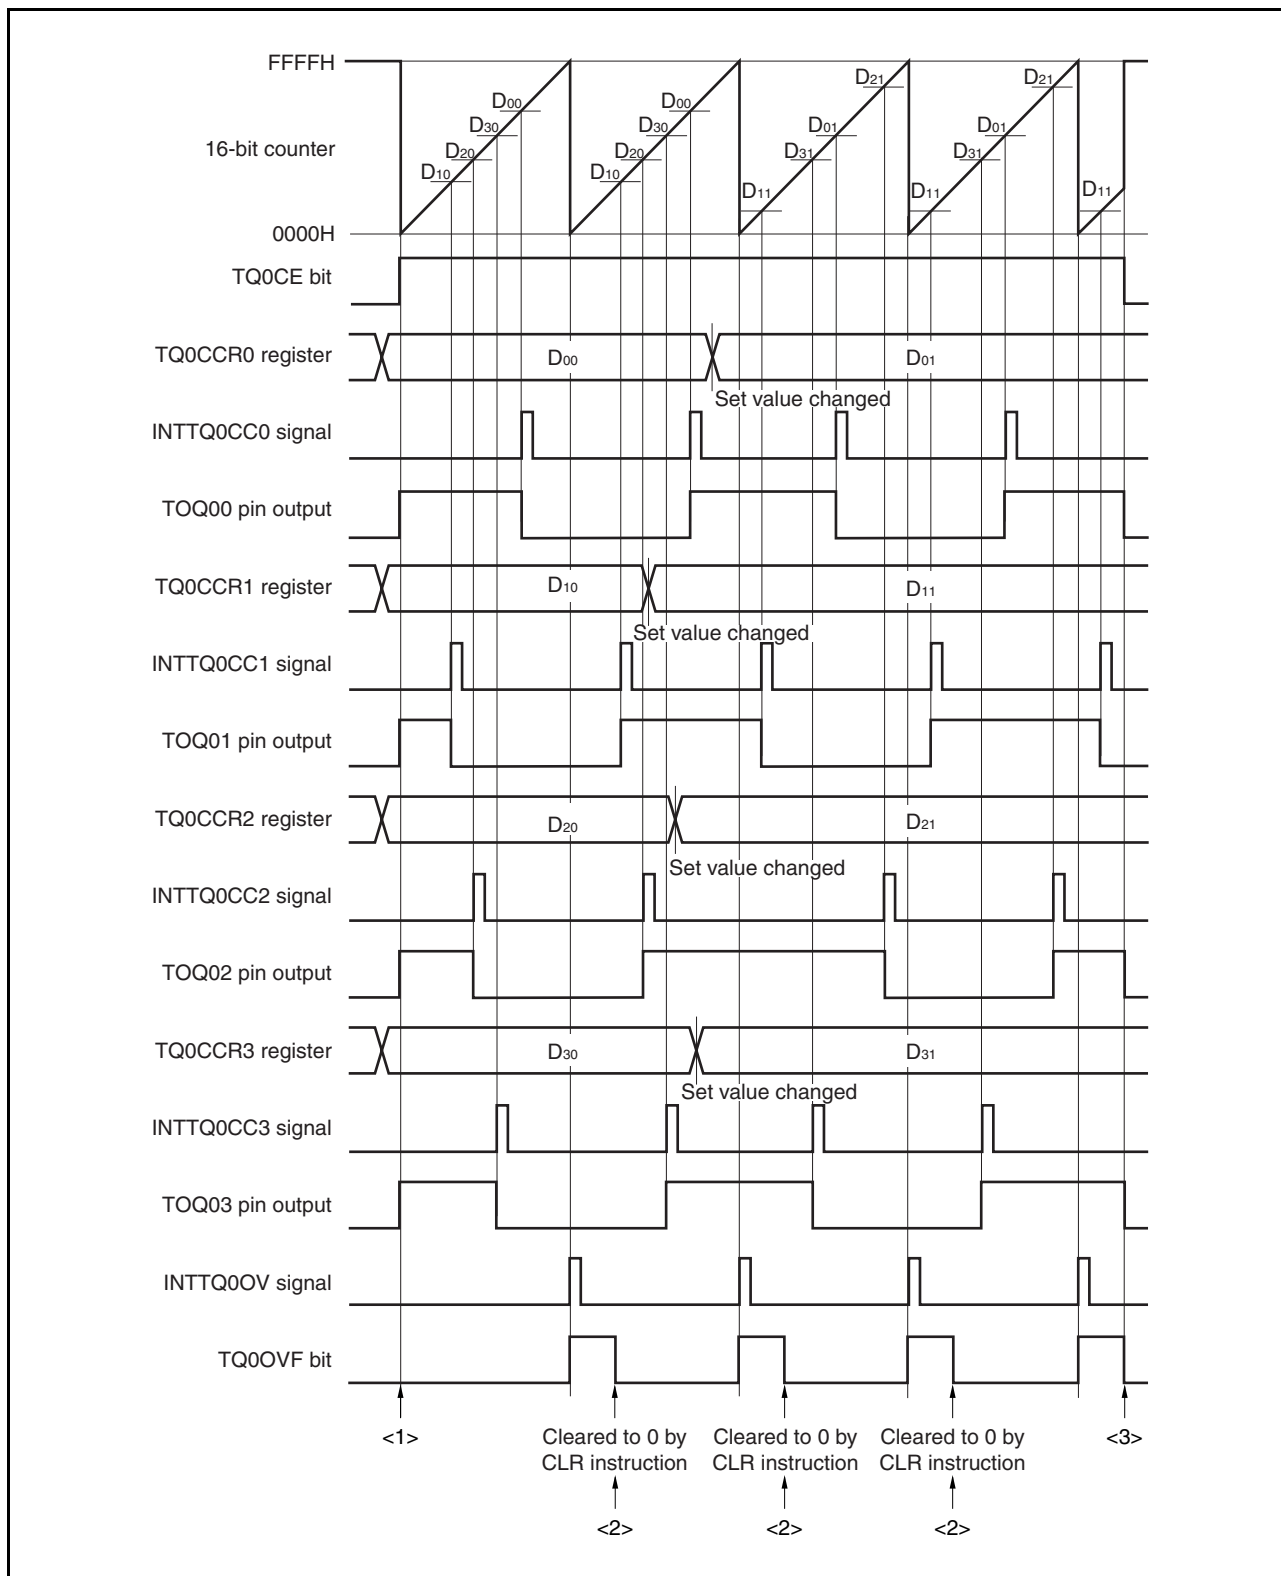 FFFFH
D21 D21
D00 D00
D30 D30 D01 D01
16-bit counter
D20 D20 D31 D31
D10 D10
D11 D11 D11
0000H
TQ0CE bit
TQ0CCR0 register D00 D01
Set value changed
INTTQ0CC0 signal
TOQ00 pin output
TQ0CCR1 register D10 D11
Set value changed
INTTQ0CC1 signal
TOQ01 pin output
TQ0CCR2 register D20 D21
Set value changed
INTTQ0CC2 signal
TOQ02 pin output
TQ0CCR3 register D30 D31
Set value changed
INTTQ0CC3 signal
TOQ03 pin output
INTTQ0OV signal
TQ0OVF bit
<1> Cleared to 0 by Cleared to 0 by Cleared to 0 by <3>
CLR instruction CLR instruction CLR instruction
<2> <2> <2>